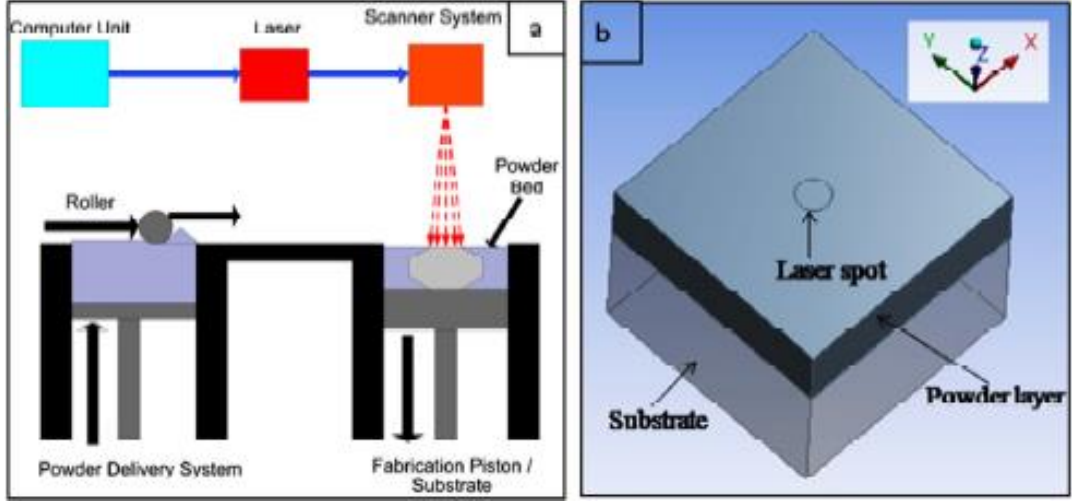 Computer Unit
Laser
Scanner System
a
Powder
Bed
Roller
Powder Delivery System
Fabrication Piston /
Substrate
b
Y
Z
X
Laser spot
Powder layer
Substrate